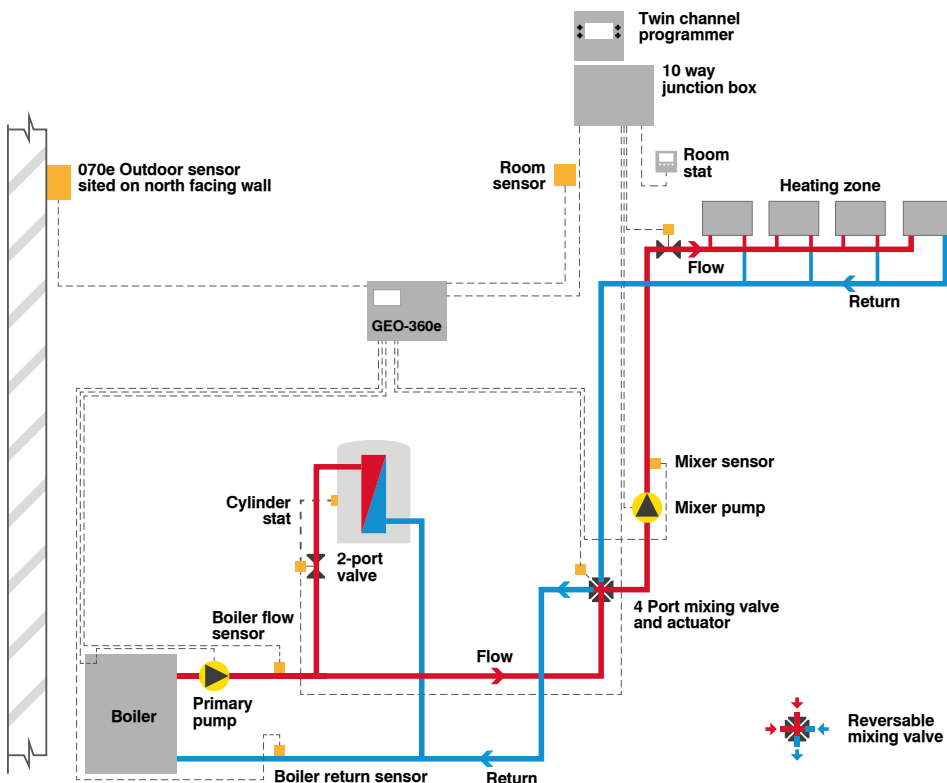 Twin channel
programmer
10 way
junction box
070e Outdoor sensor
sited on north facing wall
Room
sensor
Room
stat
Heating zone
Flow
Return
GEO-360e
Mixer sensor
Cylinder
stat
Mixer pump
2-port
valve
4 Port mixing valve
and actuator
Boiler flow
sensor
Flow
Boiler
Primary
pump
Reversable
mixing valve
Boiler return sensor
Return